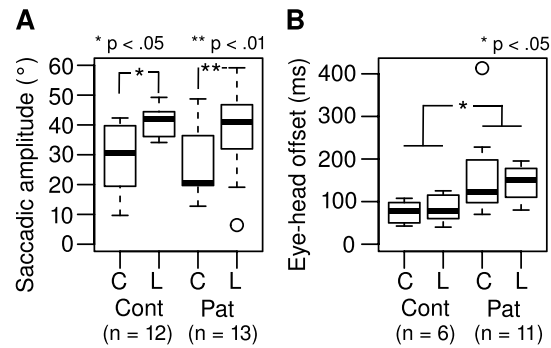 A
* p < .05
** p < .01
Saccadic amplitude (°)
60
50
40
30
20
10
0
*
**
C L C L
Cont Pat
(n = 12) (n = 13)
B
* p < .05
Eye-head offset (ms)
400
300
200
100
0
*
C L C L
Cont Pat
(n = 6) (n = 11)